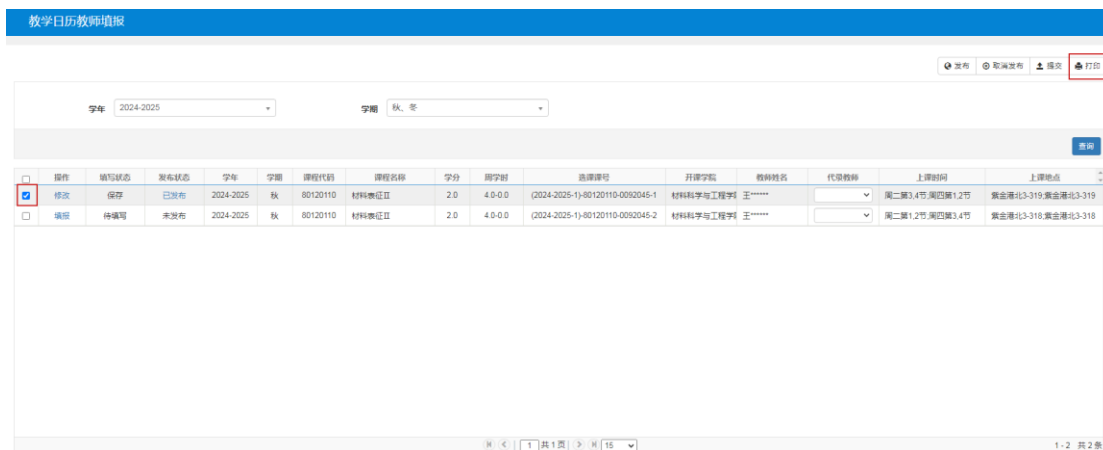 教学日历教师填报
发布 取消发布 提交 打印
学年 2024-2025 学期 秋、冬
查询
操作 填写状态 发布状态 学年 学期 课程代码 课程名称 学分 周学时 选课课号 开课学院 教师姓名 代录教师 上课时间 上课地点
修改 保存 已发布 2024-2025 秋 80120110 材料表征II 2.0 4.0-0.0 (2024-2025-1)-80120110-0092045-1 材料科学与工程学 王****** 周二第3,4节;周四第1,2节 紫金港北3-319;紫金港北3-319
填报 待填写 未发布 2024-2025 秋 80120110 材料表征II 2.0 4.0-0.0 (2024-2025-1)-80120110-0092045-2 材料科学与工程学 王****** 周二第1,2节;周四第3,4节 紫金港北3-318;紫金港北3-318
1 共1页 15 1-2 共2条